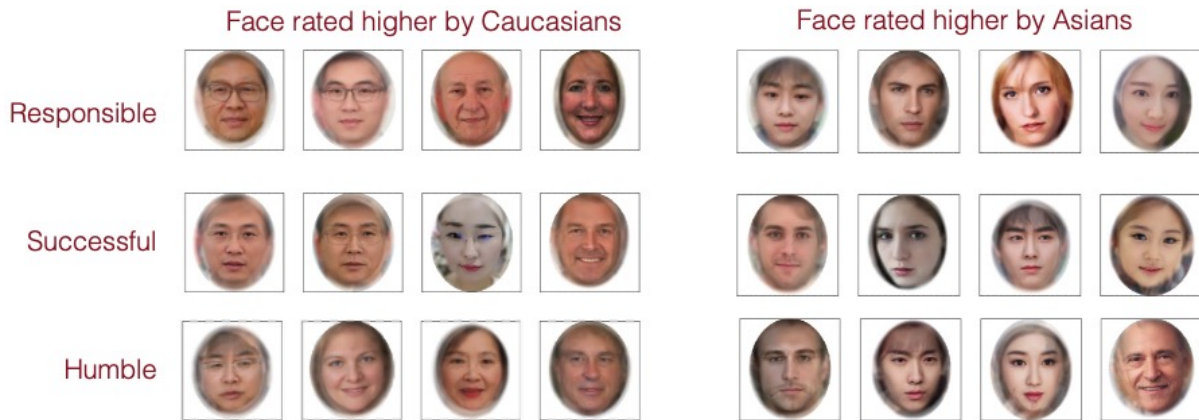 Face rated higher by Caucasians
Face rated higher by Asians
Responsible
Successful
Humble